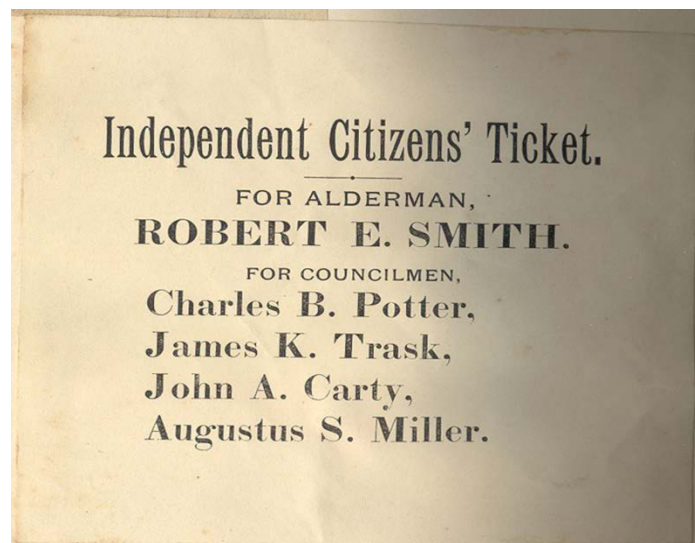 Independent Citizens' Ticket.
FOR ALDERMAN,
ROBERT E. SMITH.
FOR COUNCILMEN,
Charles B. Potter,
James K. Trask,
John A. Carty,
Augustus S. Miller.